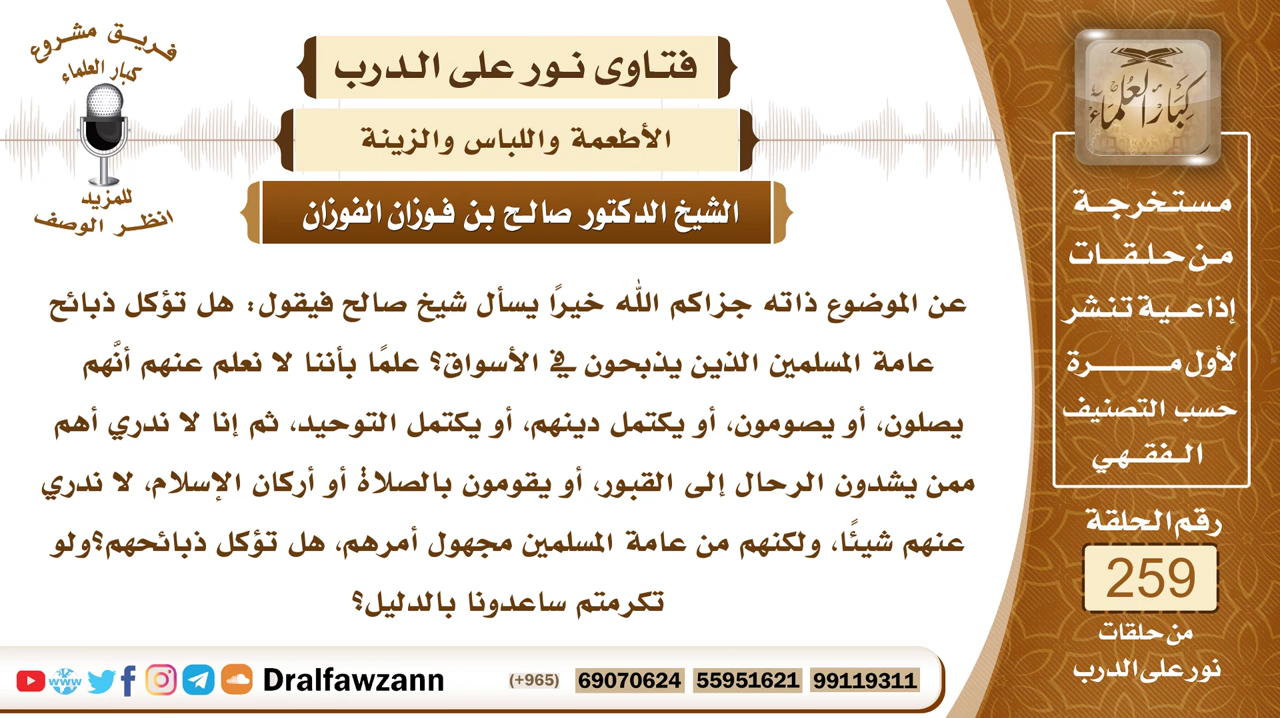 فريق مشروع
كبار العلماء
للمزيد
انظر الوصف
فتاوى نور على الدرب
الأطعمة واللباس والزينة
الشيخ الدكتور صالح بن فوزان الفوزان
عن الموضوع ذاته جزاكم الله خيرًا يسأل شيخ صالح فيقول: هل تؤكل ذبائح
عامة المسلمين الذين يذبحون في الأسواق؟ علمًا بأننا لا نعلم عنهم أنَّهم
يصلون، أو يصومون، أو يكتمل دينهم، أو يكتمل التوحيد، ثم إنا لا ندري أهم
ممن يشدون الرحال إلى القبور، أو يقومون بالصلاة أو أركان الإسلام، لا ندري
عنهم شيئًا، ولكنهم من عامة المسلمين مجهول أمرهم، هل تؤكل ذبائحهم؟ولو
تكرمتم ساعدونا بالدليل؟
كبار العلماء
مستخرجة
من حلقات
إذاعية تنشر
لأول مرة
حسب التصنيف
الفقهي
رقم الحلقة
259
من حلقات
نور على الدرب
www Dralfawzann (+965) 69070624 55951621 99119311